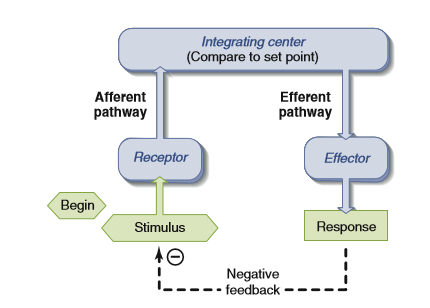 Integrating center
(Compare to set point)
Afferent
pathway
Efferent
pathway
Receptor
Effector
Begin
Stimulus
Response
Negative
feedback